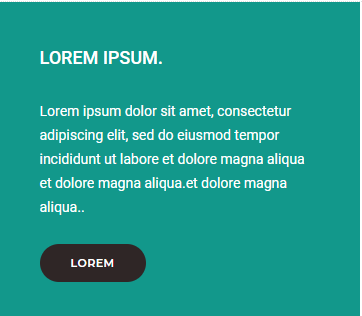 LOREM IPSUM.
Lorem ipsum dolor sit amet, consectetur
adipiscing elit, sed do eiusmod tempor
incididunt ut labore et dolore magna aliqua
et dolore magna aliqua.et dolore magna
aliqua..
LOREM